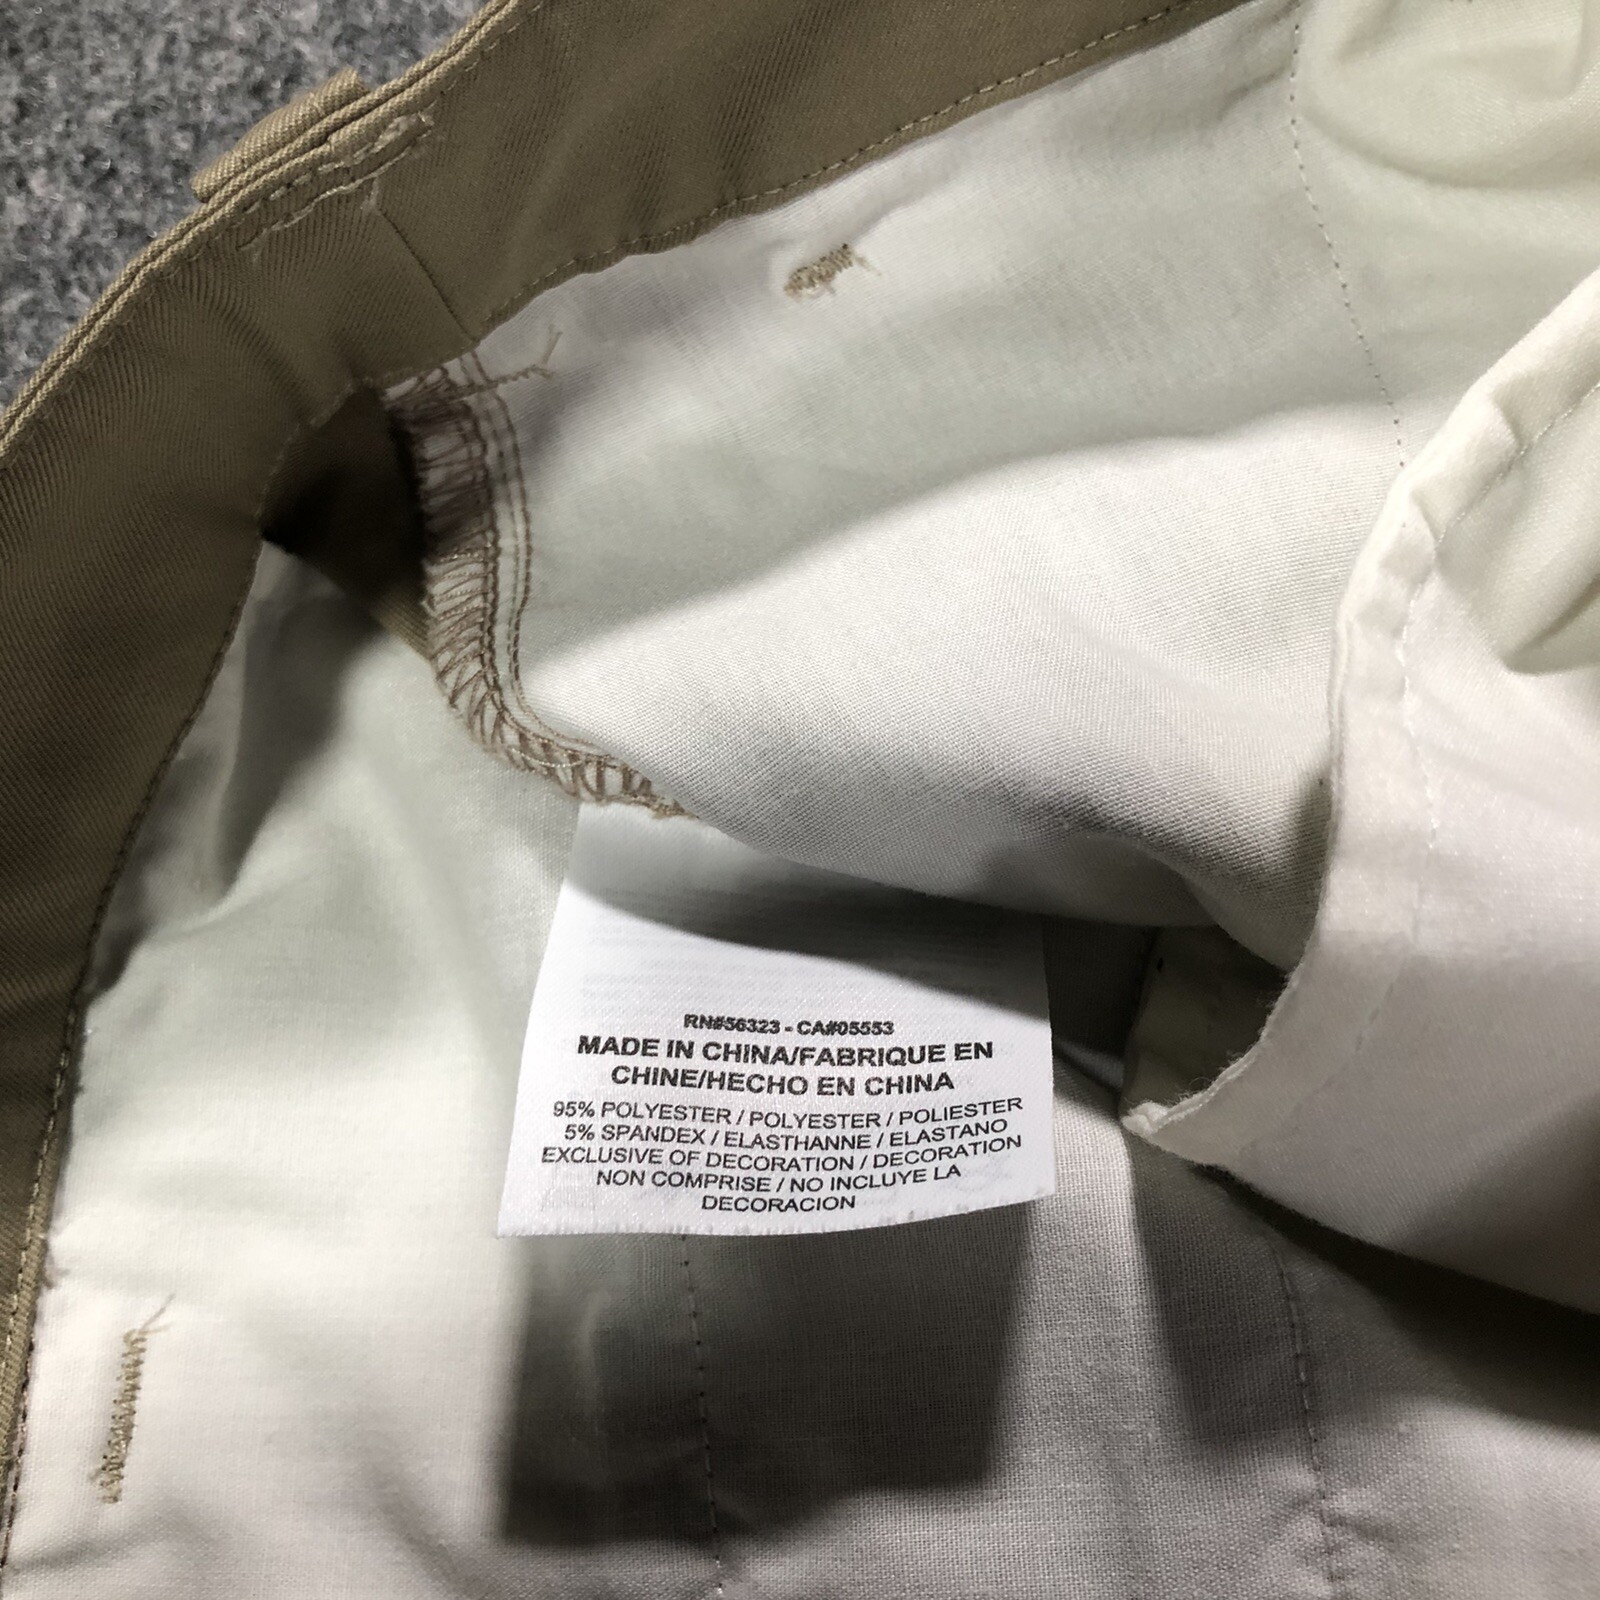 RN#56323 - CA#05553
MADE IN CHINA/FABRIQUE EN
CHINE/HECHO EN CHINA
95% POLYESTER / POLYESTER / POLIESTER
5% SPANDEX / ELASTHANNE / ELASTANO
EXCLUSIVE OF DECORATION / DECORATION
NON COMPRISE / NO INCLUYE LA
DECORACION